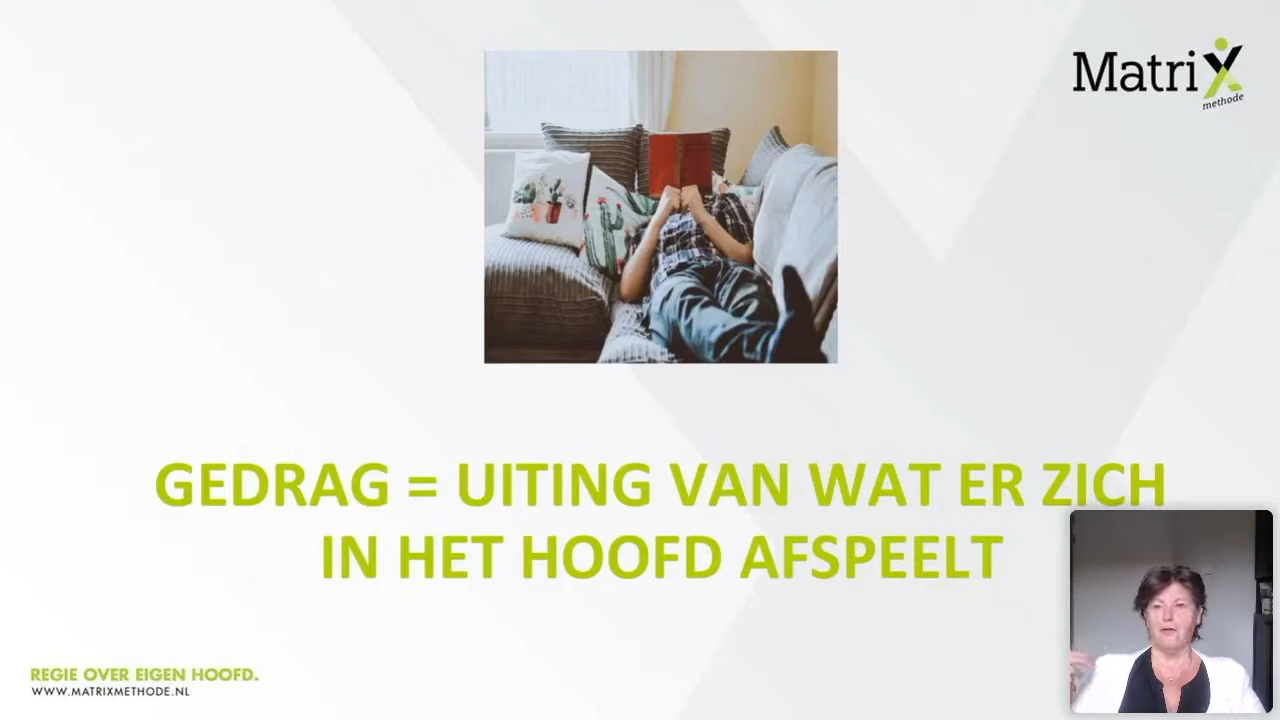 MatriX
methode
GEDRAG = UITING VAN WAT ER ZICH
IN HET HOOFD AFSPEELT
REGIE OVER EIGEN HOOFD.
WWW.MATRIXMETHODE.NL